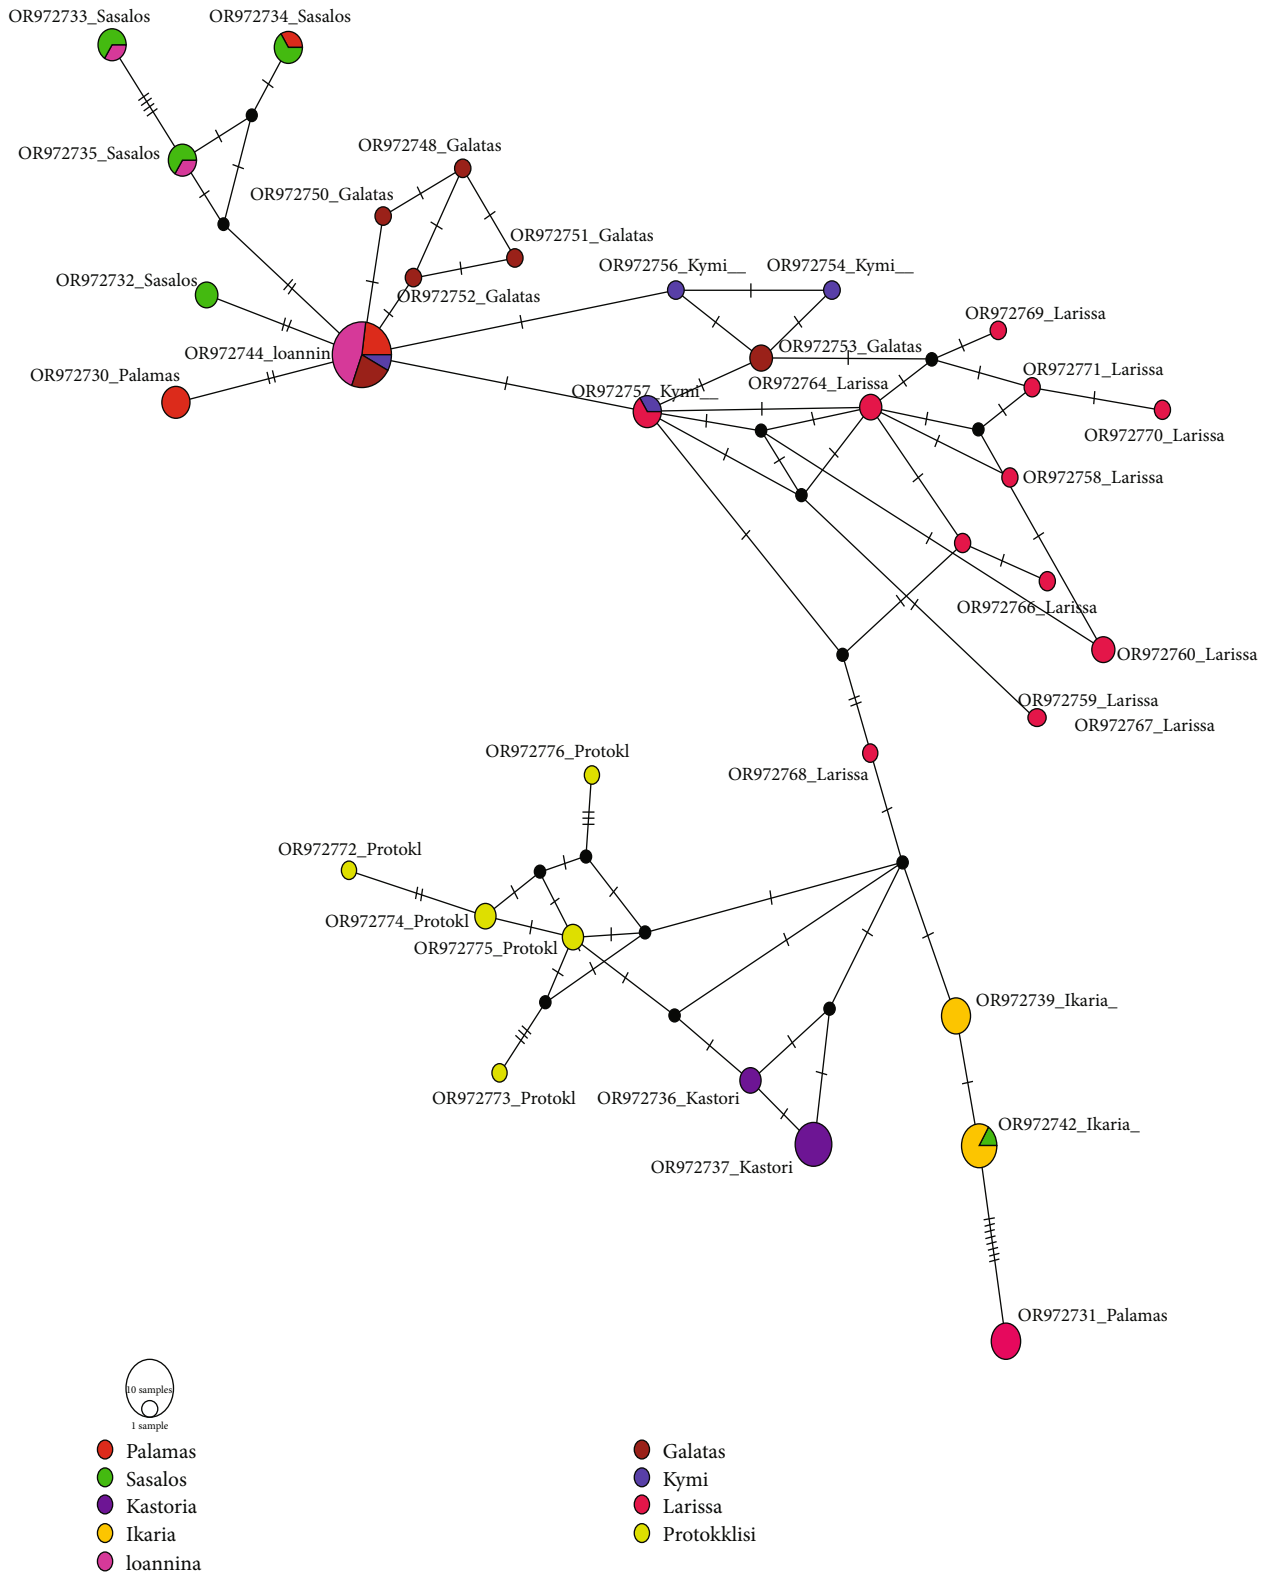 OR972733_Sasalos
OR972734_Sasalos
OR972735_Sasalos
OR972748_Galatas
OR972750_Galatas
OR972751_Galatas
OR972756_Kymi__
OR972754_Kymi__
OR972732_Sasalos
OR972752_Galatas
OR972769_Larissa
OR972753_Galatas
OR972744_loannin
OR972771_Larissa
OR972730_Palamas
OR972757_Kymi__
OR972764_Larissa
OR972770_Larissa
OR972758_Larissa
OR972766_Larissa
OR972760_Larissa
OR972759_Larissa
OR972767_Larissa
OR972776_Protokl
OR972768_Larissa
OR972772_Protokl
OR972774_Protokl
OR972775_Protokl
OR972739_Ikaria_
OR972773_Protokl
OR972736_Kastori
OR972742_Ikaria_
OR972737_Kastori
OR972731_Palamas
10 samples
1 sample
Palamas
Sasalos
Kastoria
Ikaria
loannina
Galatas
Kymi
Larissa
Protokklisi